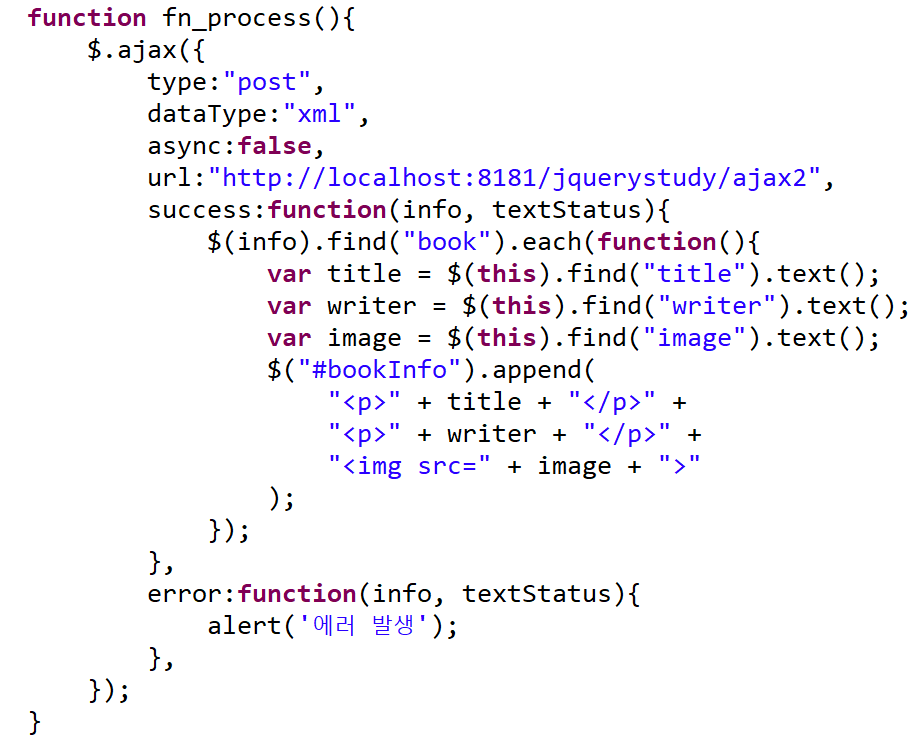 function fn_process(){
    $.ajax({
        type:"post",
        dataType:"xml",
        async:false,
        url:"http://localhost:8181/jquerystudy/ajax2",
        success:function(info, textStatus){
            $(info).find("book").each(function(){
                var title = $(this).find("title").text();
                var writer = $(this).find("writer").text();
                var image = $(this).find("image").text();
                $("#bookInfo").append(
                    "<p>" + title + "</p>" +
                    "<p>" + writer + "</p>" +
                    "<img src=" + image + ">"
                );
            });
        },
        error:function(info, textStatus){
            alert('에러 발생');
        },
    });
}